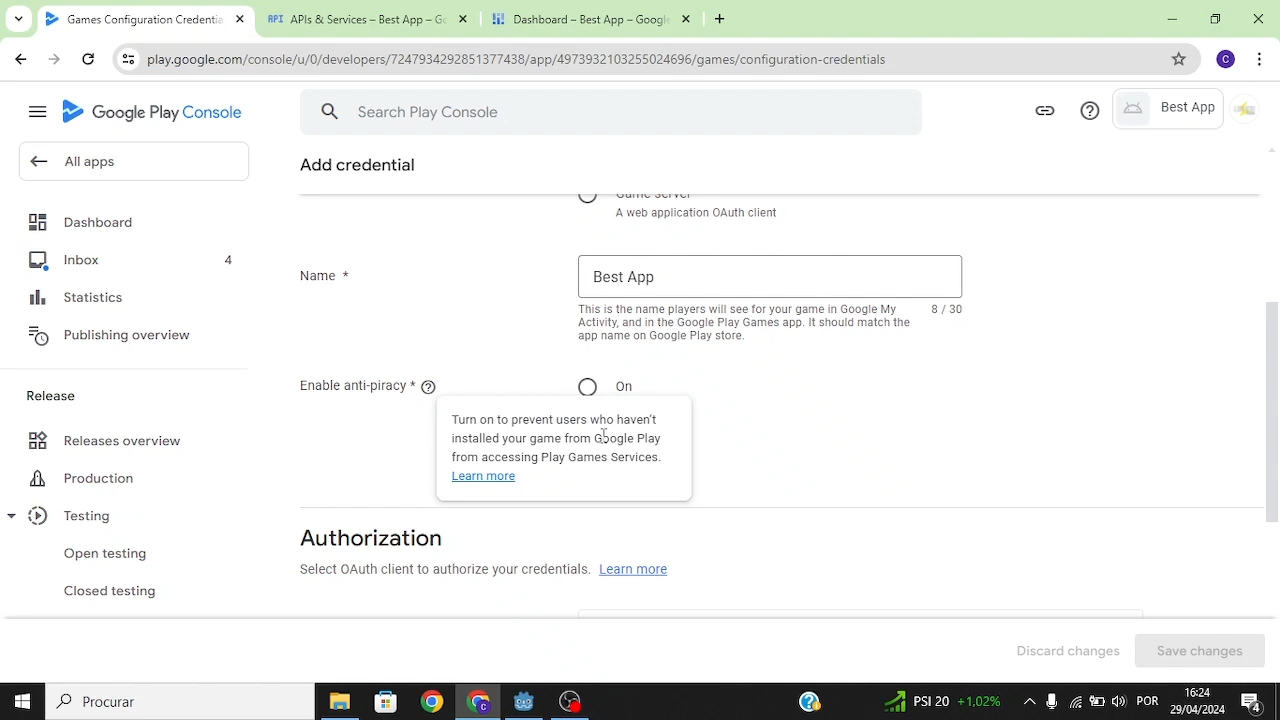 Games Configuration Credentia
API APIs & Services – Best App – Go
Dashboard – Best App – Google
play.google.com/console/u/0/developers/7247934292851377438/app/4973932103255024696/games/configuration-credentials
C
Google Play Console
Search Play Console
Best App
All apps
Add credential
Game server
A web application OAuth client
Dashboard
Inbox 4
Statistics
Publishing overview
Name *
Best App
This is the name players will see for your game in Google My
Activity, and in the Google Play Games app. It should match the
app name on Google Play store.
8 / 30
Enable anti-piracy *
On
Turn on to prevent users who haven't
installed your game from Google Play
from accessing Play Games Services.
Learn more
Release
Releases overview
Production
Testing
Open testing
Closed testing
Authorization
Select OAuth client to authorize your credentials. Learn more
Discard changes
Save changes
Procurar
PSI 20 +1,02%
POR
16:24
29/04/2024
4